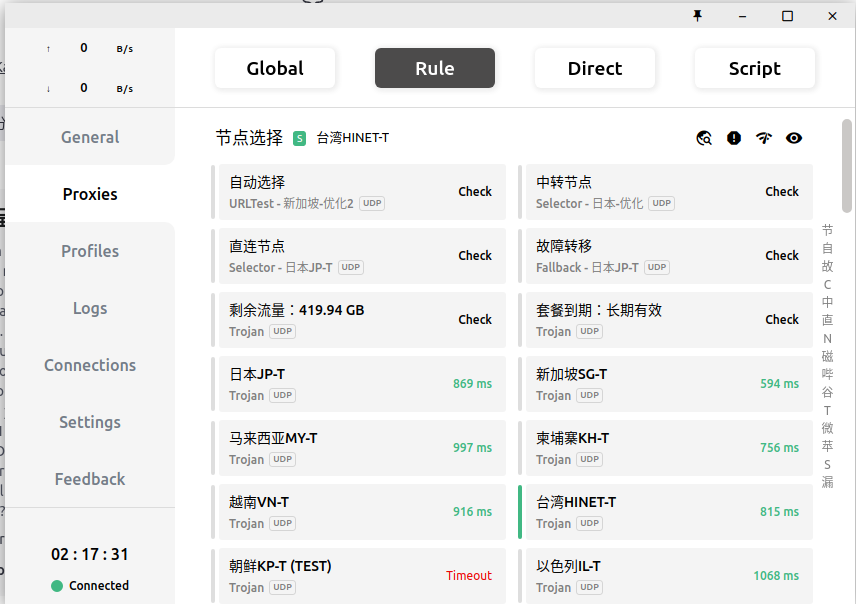 ↑ 0 B/s
↓ 0 B/s
Global Rule Direct Script
General
Proxies
Profiles
Logs
Connections
Settings
Feedback
02 : 17 : 31
Connected
节点选择 S 台湾HINET-T
自动选择
URLTest - 新加坡-优化2 UDP
Check
中转节点
Selector - 日本-优化 UDP
Check
直连节点
Selector - 日本JP-T UDP
Check
故障转移
Fallback - 日本JP-T UDP
Check
剩余流量：419.94 GB
Trojan UDP
Check
套餐到期：长期有效
Trojan UDP
Check
日本JP-T
Trojan UDP
869 ms
新加坡SG-T
Trojan UDP
594 ms
马来西亚MY-T
Trojan UDP
997 ms
柬埔寨KH-T
Trojan UDP
756 ms
越南VN-T
Trojan UDP
916 ms
台湾HINET-T
Trojan UDP
815 ms
朝鲜KP-T (TEST)
Trojan UDP
Timeout
以色列IL-T
Trojan UDP
1068 ms
节
自
故
C
中
直
N
磁
哔
谷
T
微
苹
S
漏